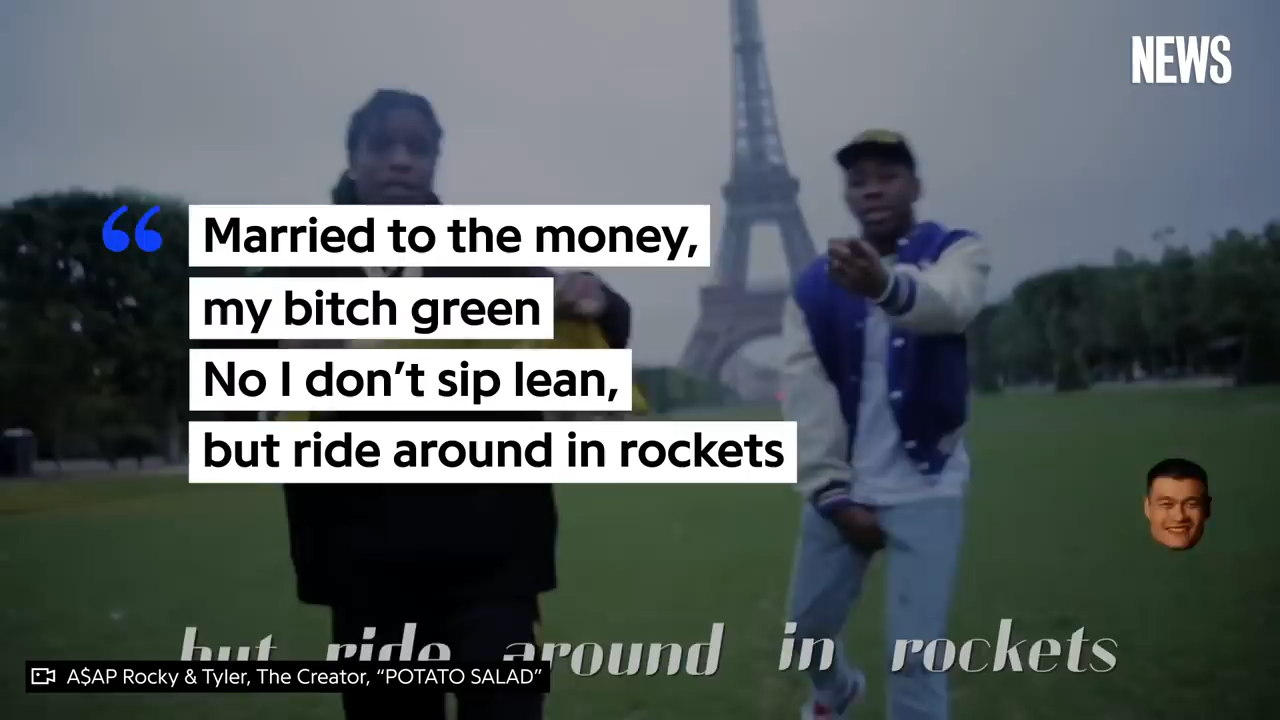 NEWS
“
Married to the money,
my bitch green
No I don’t sip lean,
but ride around in rockets
but ride around in rockets
A$AP Rocky & Tyler, The Creator, “POTATO SALAD”